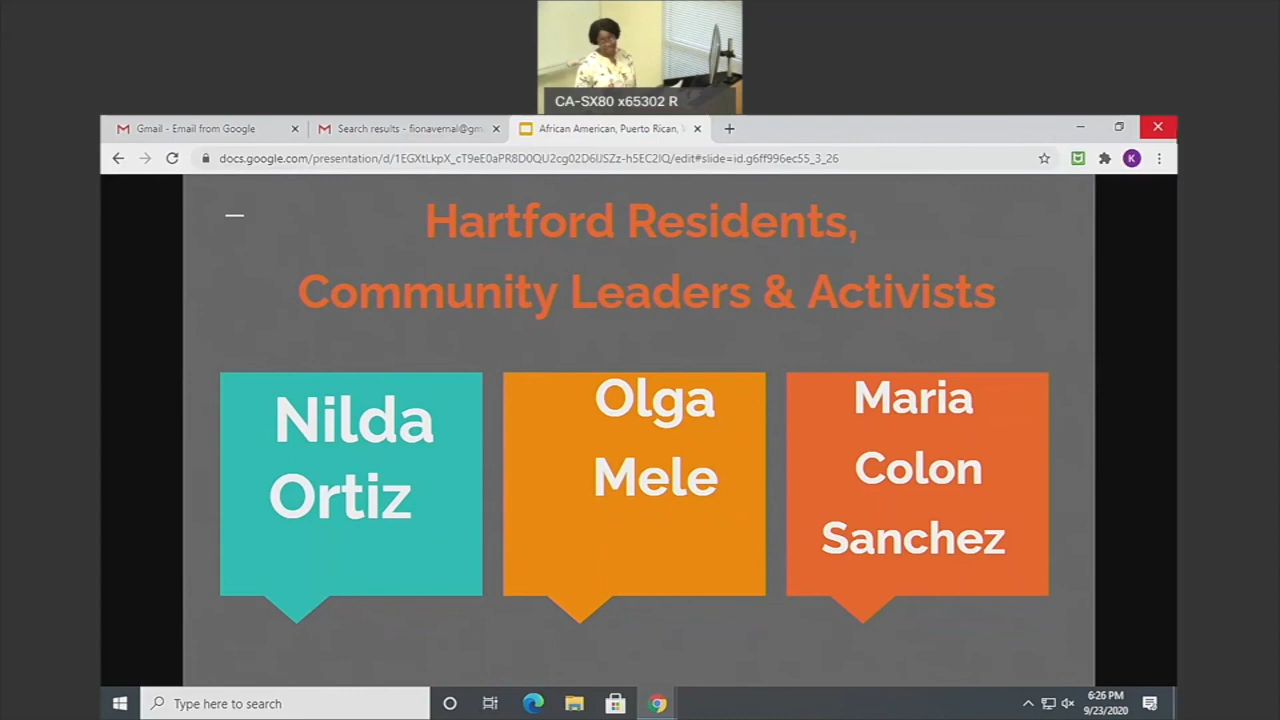 CA-SX80 x65302 R
Gmail - Email from Google
Search results - fionavernal@gm
African American, Puerto Rican,
docs.google.com/presentation/d/1EGXtLkpX_cT9eE0aPR8D0QU2cg02D6lJSZz-h5EC2IQ/edit#slide=id.g6ff996ec55_3_26
K
Hartford Residents,
Community Leaders & Activists
Nilda
Ortiz
Olga
Mele
Maria
Colon
Sanchez
Type here to search
6:26 PM
9/23/2020